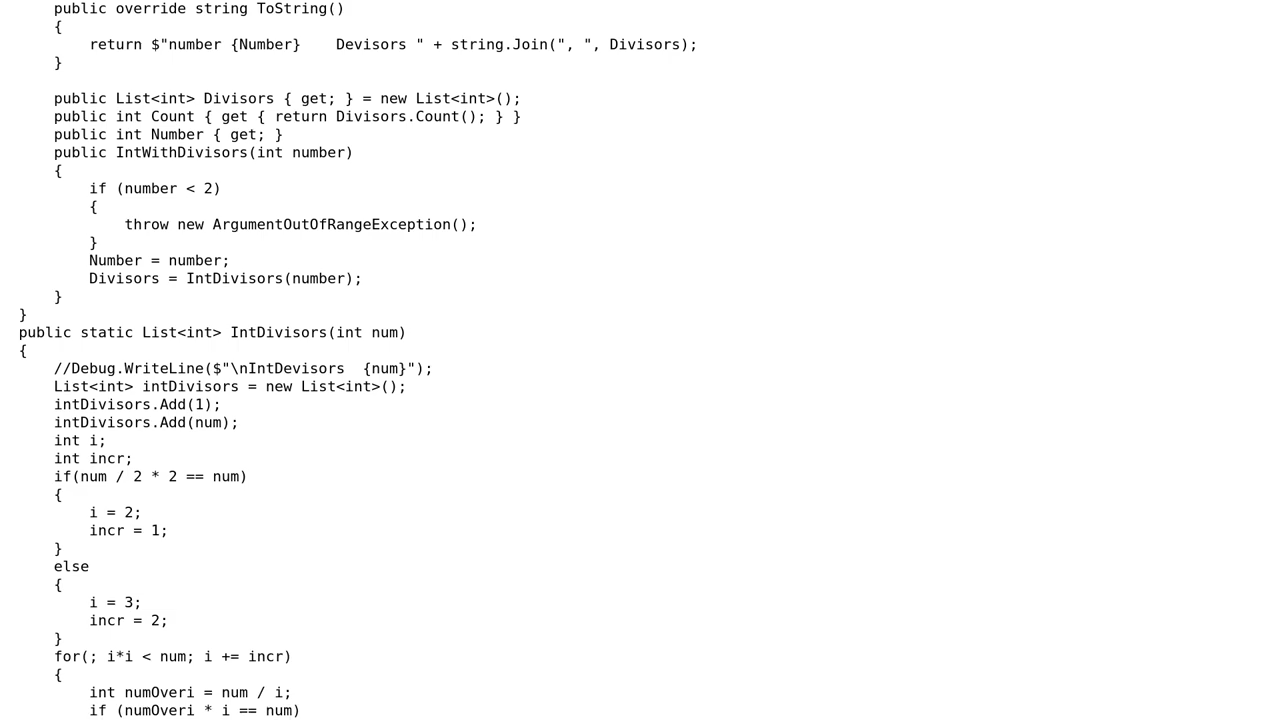 public override string ToString()
    {
        return $"number {Number}    Devisors " + string.Join(", ", Divisors);
    }

    public List<int> Divisors { get; } = new List<int>();
    public int Count { get { return Divisors.Count(); } }
    public int Number { get; }
    public IntWithDivisors(int number)
    {
        if (number < 2)
        {
            throw new ArgumentOutOfRangeException();
        }
        Number = number;
        Divisors = IntDivisors(number);
    }
}
public static List<int> IntDivisors(int num)
{
    //Debug.WriteLine($"\nIntDevisors  {num}");
    List<int> intDivisors = new List<int>();
    intDivisors.Add(1);
    intDivisors.Add(num);
    int i;
    int incr;
    if(num / 2 * 2 == num)
    {
        i = 2;
        incr = 1;
    }
    else
    {
        i = 3;
        incr = 2;
    }
    for(; i*i < num; i += incr)
    {
        int numOveri = num / i;
        if (numOveri * i == num)